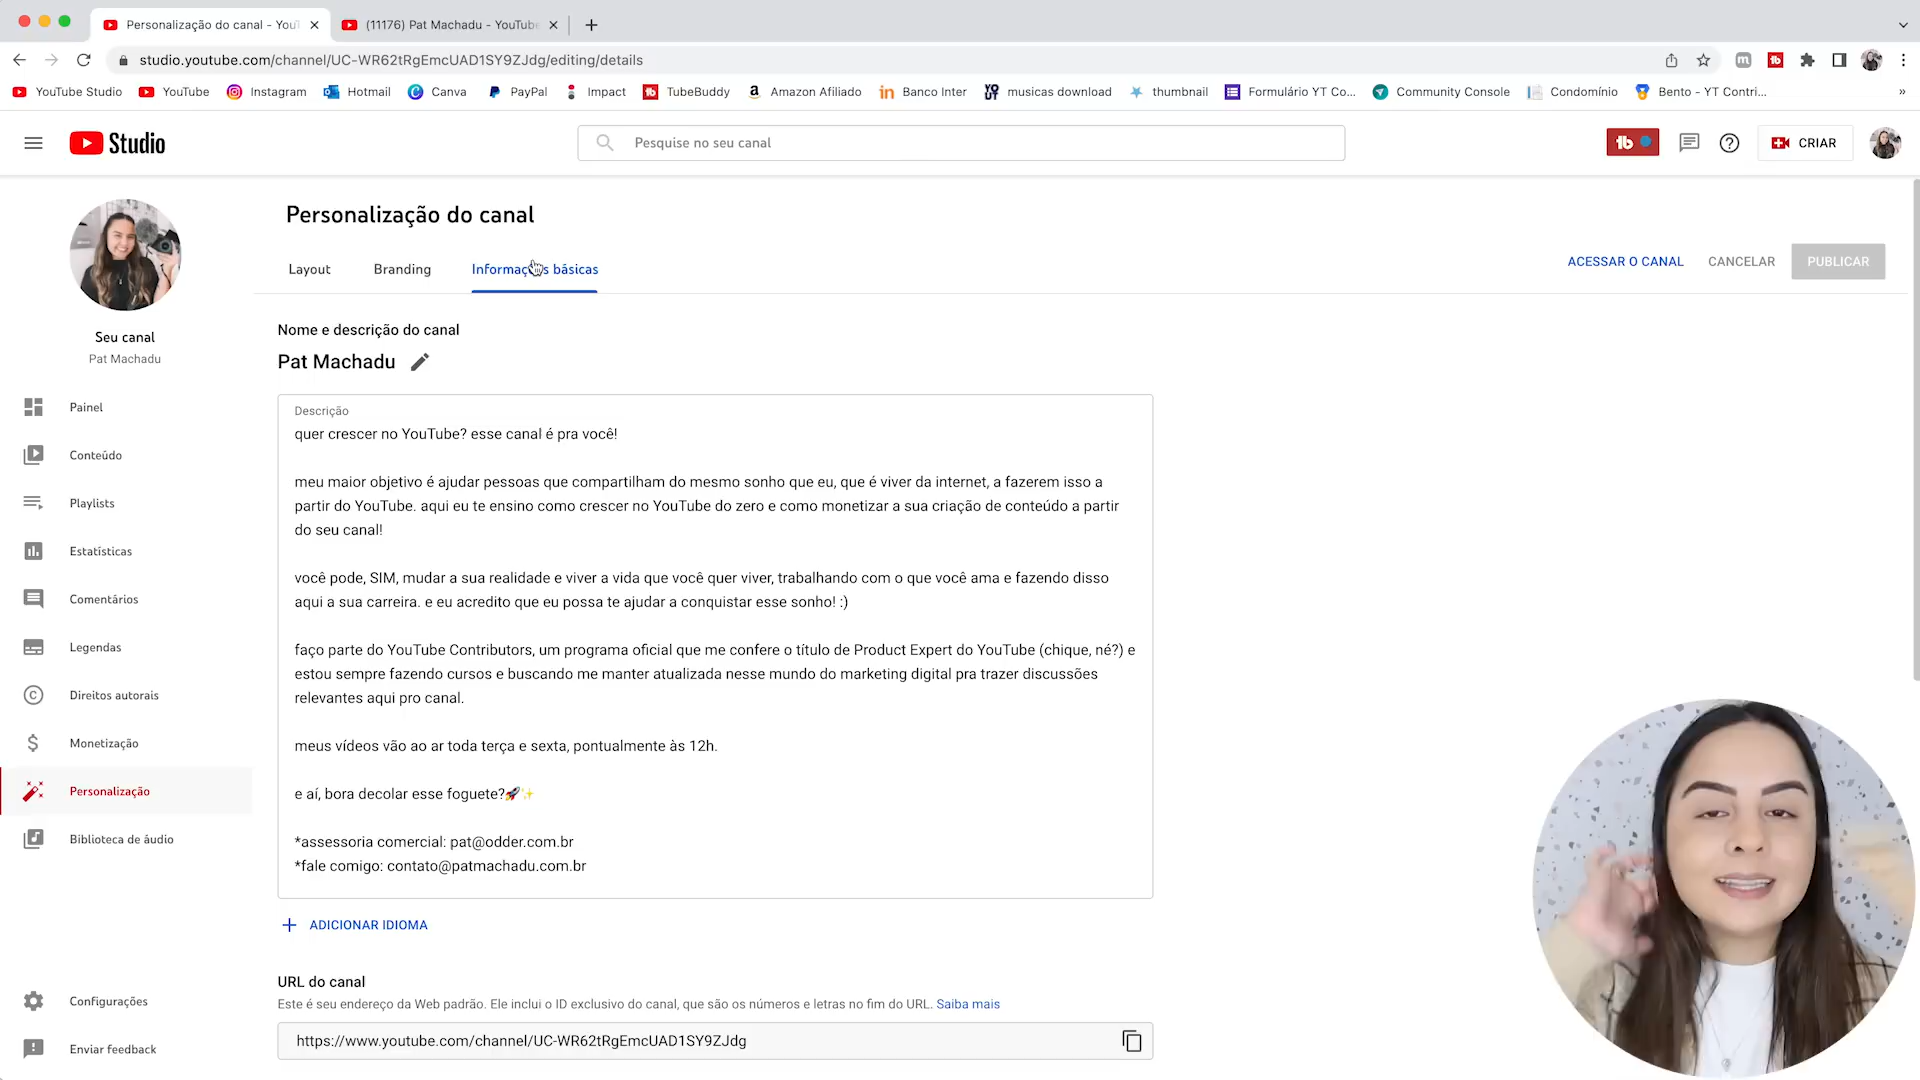 Personalização do canal - You
(11176) Pat Machadu - YouTube
studio.youtube.com/channel/UC-WR62tRgEmcUAD1SY9ZJdg/editing/details
YouTube Studio
YouTube
Instagram
Hotmail
Canva
PayPal
Impact
TubeBuddy
Amazon Afiliado
Banco Inter
musicas download
thumbnail
Formulário YT Co...
Community Console
Condomínio
Bento - YT Contri...
Studio
Pesquise no seu canal
CRIAR
Personalização do canal
Layout
Branding
Informações básicas
ACESSAR O CANAL
CANCELAR
PUBLICAR
Seu canal
Pat Machadu
Painel
Conteúdo
Playlists
Estatísticas
Comentários
Legendas
Direitos autorais
Monetização
Personalização
Biblioteca de áudio
Configurações
Enviar feedback
Nome e descrição do canal
Pat Machadu
Descrição
quer crescer no YouTube? esse canal é pra você!
meu maior objetivo é ajudar pessoas que compartilham do mesmo sonho que eu, que é viver da internet, a fazerem isso a
partir do YouTube. aqui eu te ensino como crescer no YouTube do zero e como monetizar a sua criação de conteúdo a partir
do seu canal!
você pode, SIM, mudar a sua realidade e viver a vida que você quer viver, trabalhando com o que você ama e fazendo disso
aqui a sua carreira. e eu acredito que eu possa te ajudar a conquistar esse sonho! :)
faço parte do YouTube Contributors, um programa oficial que me confere o título de Product Expert do YouTube (chique, né?) e
estou sempre fazendo cursos e buscando me manter atualizada nesse mundo do marketing digital pra trazer discussões
relevantes aqui pro canal.
meus vídeos vão ao ar toda terça e sexta, pontualmente às 12h.
e aí, bora decolar esse foguete?🚀✨
*assessoria comercial: pat@odder.com.br
*fale comigo: contato@patmachadu.com.br
ADICIONAR IDIOMA
URL do canal
Este é seu endereço da Web padrão. Ele inclui o ID exclusivo do canal, que são os números e letras no fim do URL. Saiba mais
https://www.youtube.com/channel/UC-WR62tRgEmcUAD1SY9ZJdg